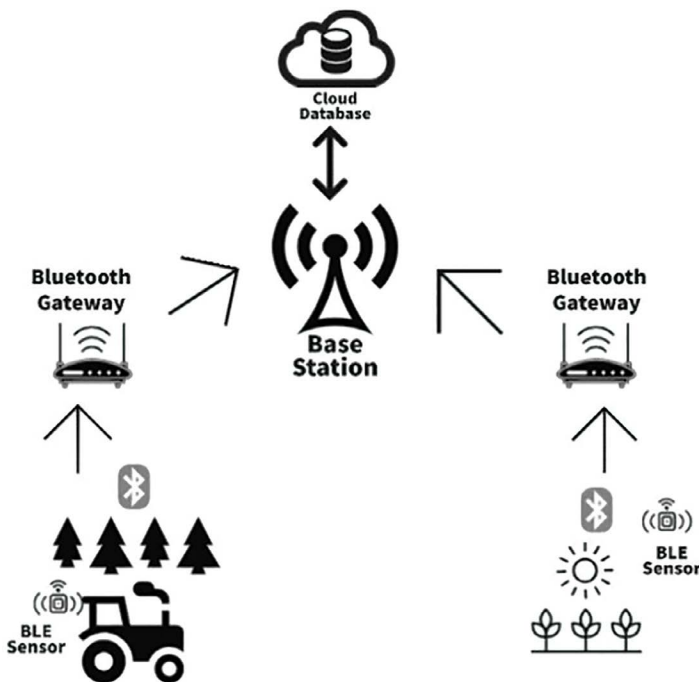 Cloud
Database
Bluetooth
Gateway
Base
Station
Bluetooth
Gateway
BLE
Sensor
BLE
Sensor